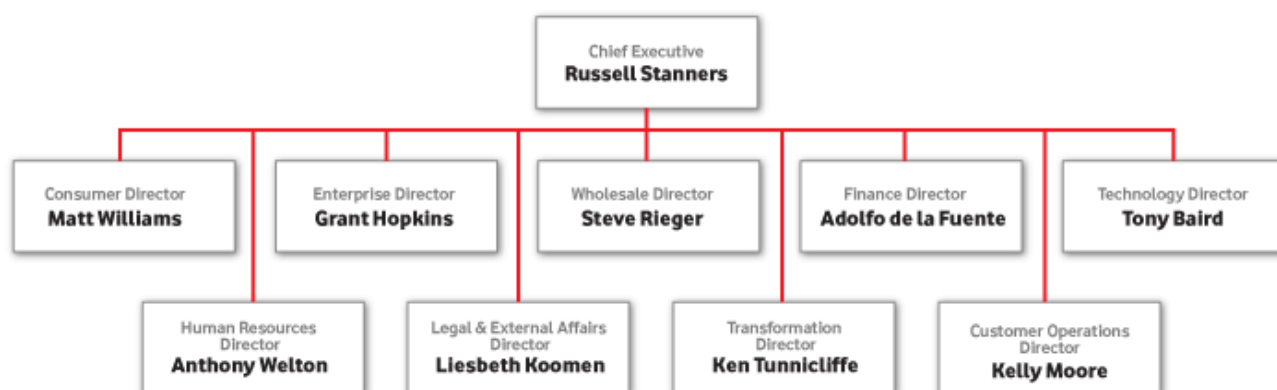 Chief Executive
Russell Stanners
Consumer Director
Matt Williams
Enterprise Director
Grant Hopkins
Wholesale Director
Steve Rieger
Finance Director
Adolfo de la Fuente
Technology Director
Tony Baird
Human Resources
Director
Anthony Welton
Legal & External Affairs
Director
Liesbeth Koomen
Transformation
Director
Ken Tunnicliffe
Customer Operations
Director
Kelly Moore